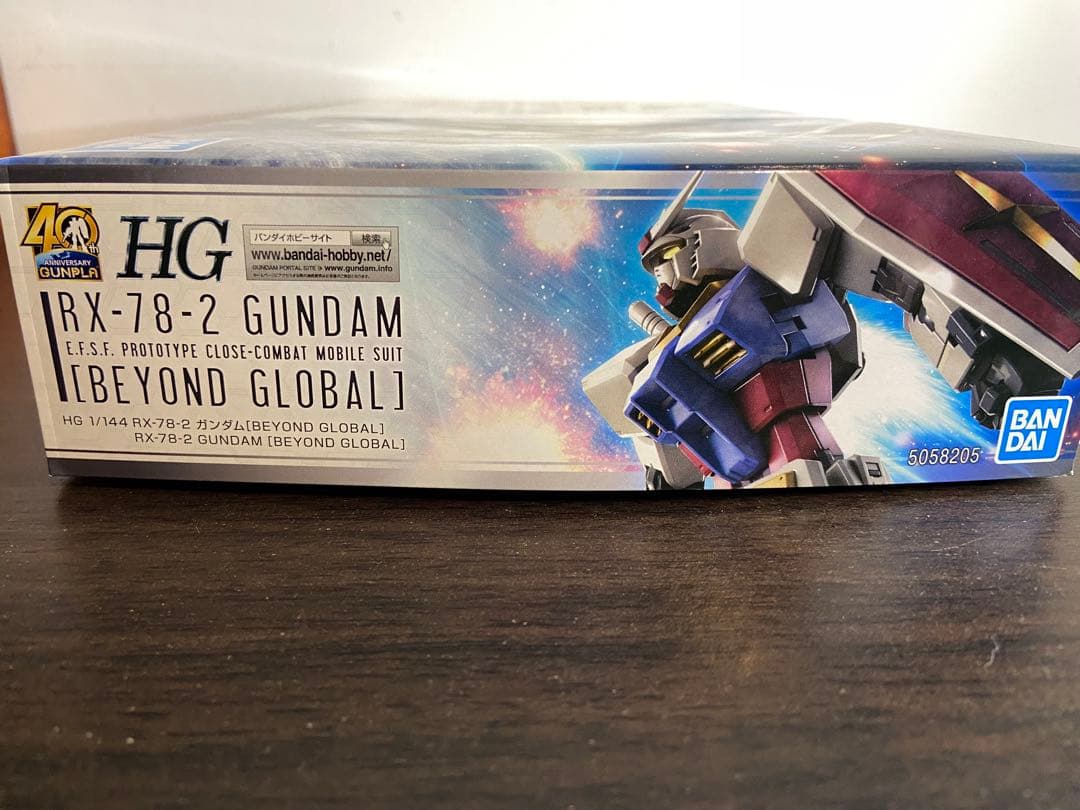 40th
ANNIVERSARY
GUNPLA
HG
バンダイホビーサイト 検索
www.bandai-hobby.net/
GUNDAM PORTAL SITE www.gundam.info
RX-78-2 GUNDAM
E.F.S.F. PROTOTYPE CLOSE-COMBAT MOBILE SUIT
[BEYOND GLOBAL]
HG 1/144 RX-78-2 ガンダム[BEYOND GLOBAL]
RX-78-2 GUNDAM [BEYOND GLOBAL]
5058205
BAN
DAI